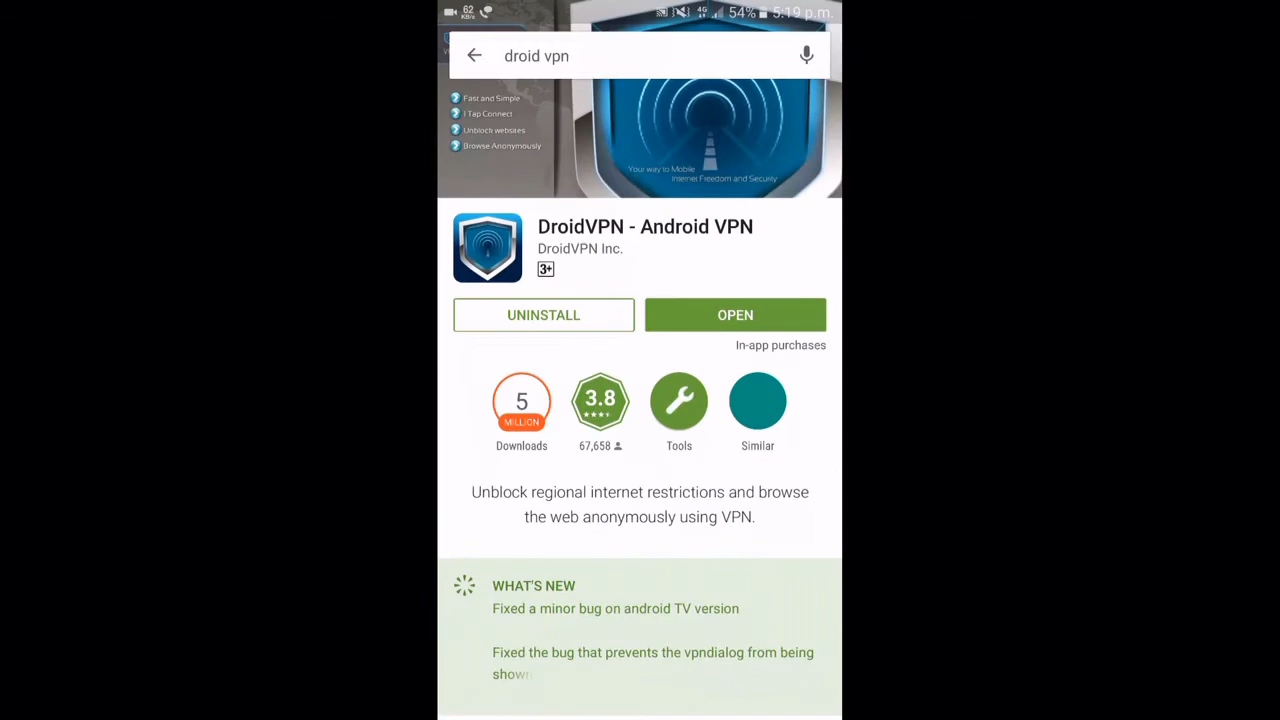 62
KB/s
4G
54%
5:19 p.m.
droid vpn
Fast and Simple
1 Tap Connect
Unblock websites
Browse Anonymously
Your way to Mobile
Internet Freedom and Security
DroidVPN - Android VPN
DroidVPN Inc.
3+
UNINSTALL
OPEN
In-app purchases
5
MILLION
3.8
Downloads
67,658
Tools
Similar
Unblock regional internet restrictions and browse
the web anonymously using VPN.
WHAT'S NEW
Fixed a minor bug on android TV version
Fixed the bug that prevents the vpndialog from being
shown